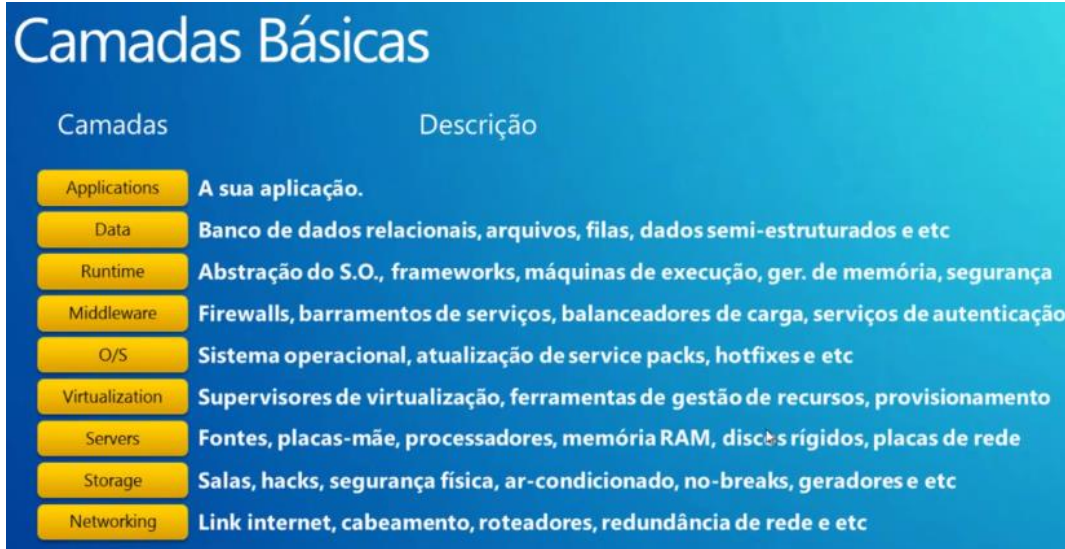 Camadas Básicas
Camadas Descrição
Applications A sua aplicação.
Data Banco de dados relacionais, arquivos, filas, dados semi-estruturados e etc
Runtime Abstração do S.O., frameworks, máquinas de execução, ger. de memória, segurança
Middleware Firewalls, barramentos de serviços, balanceadores de carga, serviços de autenticação
O/S Sistema operacional, atualização de service packs, hotfixes e etc
Virtualization Supervisores de virtualização, ferramentas de gestão de recursos, provisionamento
Servers Fontes, placas-mãe, processadores, memória RAM, discos rígidos, placas de rede
Storage Salas, hacks, segurança física, ar-condicionado, no-breaks, geradores e etc
Networking Link internet, cabeamento, roteadores, redundância de rede e etc